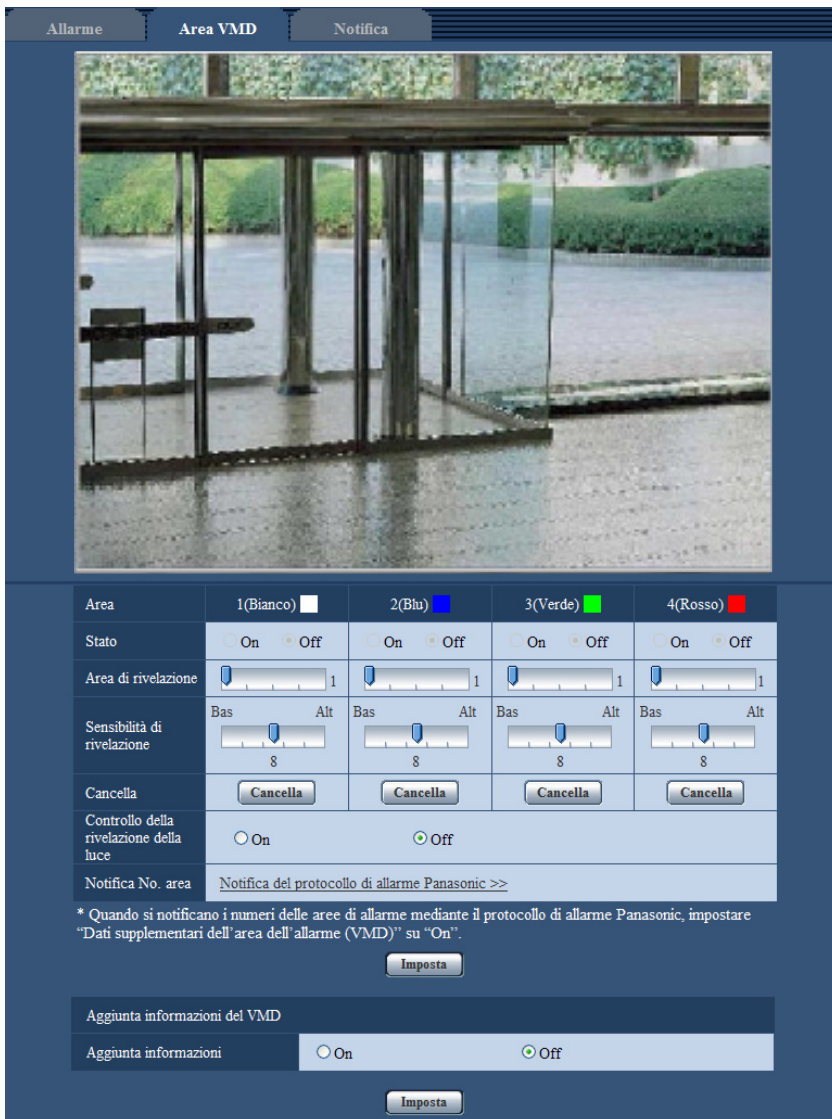 Allarme Area VMD Notifica
Area 1(Bianco) 2(Blu) 3(Verde) 4(Rosso)
Stato On Off On Off On Off On Off
Area di rivelazione 1 1 1 1
Sensibilità di rivelazione Bas Alt Bas Alt Bas Alt Bas Alt
8 8 8 8
Cancella Cancella Cancella Cancella Cancella
Controllo della rivelazione della luce On Off
Notifica No. area Notifica del protocollo di allarme Panasonic >>
* Quando si notificano i numeri delle aree di allarme mediante il protocollo di allarme Panasonic, impostare
“Dati supplementari dell’area dell’allarme (VMD)” su “On”.
Imposta
Aggiunta informazioni del VMD
Aggiunta informazioni On Off
Imposta